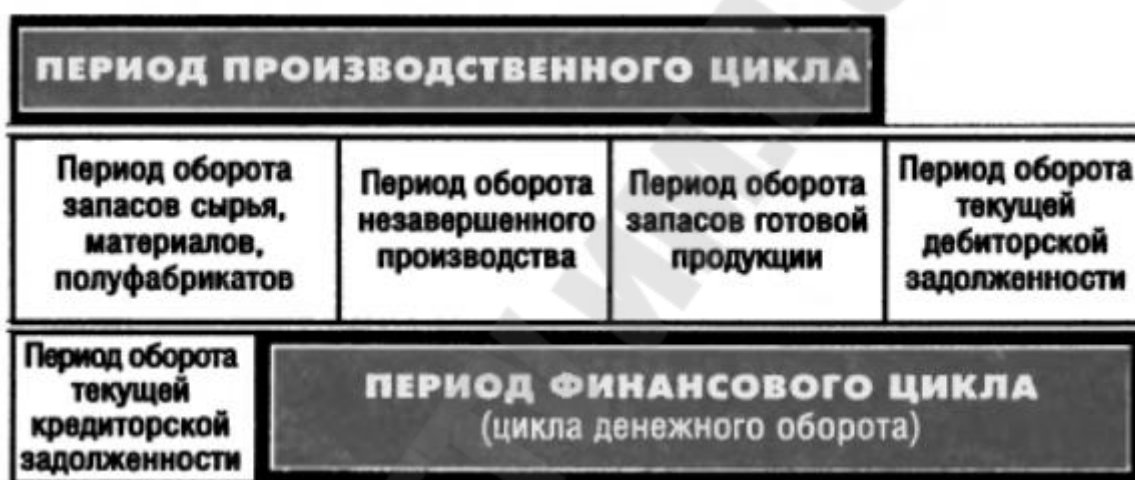 ПЕРИОД ПРОИЗВОДСТВЕННОГО ЦИКЛА
Период оборота
запасов сырья,
материалов,
полуфабрикатов
Период оборота
незавершенного
производства
Период оборота
запасов готовой
продукции
Период оборота
текущей
дебиторской
задолженности
Период оборота
текущей
кредиторской
задолженности
ПЕРИОД ФИНАНСОВОГО ЦИКЛА
(цикла денежного оборота)